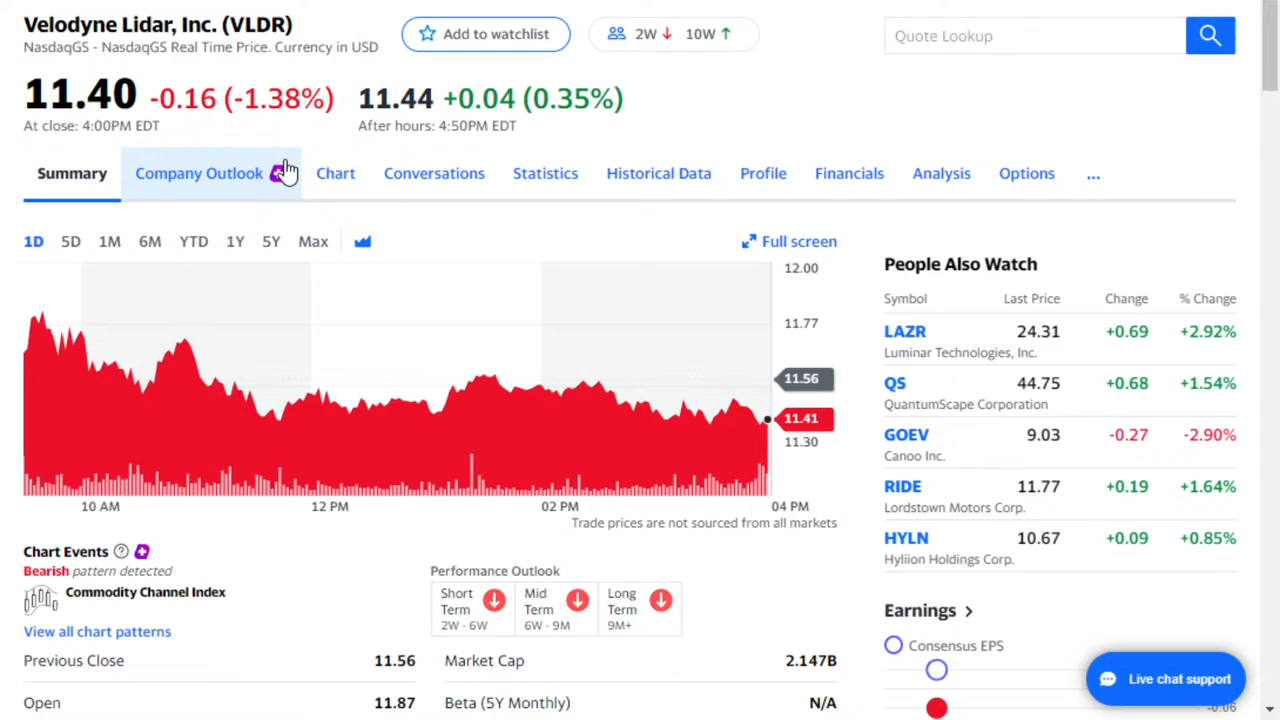 Velodyne Lidar, Inc. (VLDR)
NasdaqGS - NasdaqGS Real Time Price. Currency in USD
Add to watchlist
2W 10W
Quote Lookup
11.40 -0.16 (-1.38%) 11.44 +0.04 (0.35%)
At close: 4:00PM EDT After hours: 4:50PM EDT
Summary Company Outlook Chart Conversations Statistics Historical Data Profile Financials Analysis Options ...
1D 5D 1M 6M YTD 1Y 5Y Max Full screen
12.00
11.77
11.56
11.41
11.30
10 AM 12 PM 02 PM 04 PM
Trade prices are not sourced from all markets
People Also Watch
Symbol Last Price Change % Change
LAZR 24.31 +0.69 +2.92%
Luminar Technologies, Inc.
QS 44.75 +0.68 +1.54%
QuantumScape Corporation
GOEV 9.03 -0.27 -2.90%
Canoo Inc.
RIDE 11.77 +0.19 +1.64%
Lordstown Motors Corp.
HYLN 10.67 +0.09 +0.85%
Hyliion Holdings Corp.
Chart Events
Bearish pattern detected
Commodity Channel Index
View all chart patterns
Performance Outlook
Short Term 2W - 6W
Mid Term 6W - 9M
Long Term 9M+
Previous Close 11.56
Market Cap 2.147B
Open 11.87
Beta (5Y Monthly) N/A
Earnings
Consensus EPS
Live chat support
-0.06